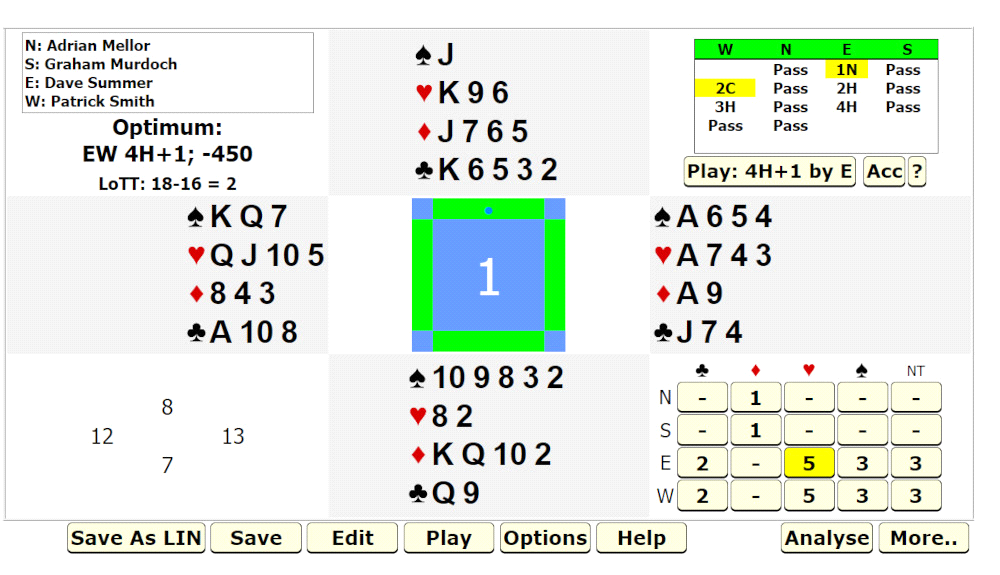 N: Adrian Mellor
S: Graham Murdoch
E: Dave Summer
W: Patrick Smith
Optimum:
EW 4H+1; -450
LoTT: 18-16 = 2
♠ J
♥ K 9 6
♦ J 7 6 5
♣ K 6 5 3 2
W N E S
Pass 1N Pass
2C Pass 2H Pass
3H Pass 4H Pass
Pass Pass
Play: 4H+1 by E Acc ?
♠ K Q 7
♥ Q J 10 5
♦ 8 4 3
♣ A 10 8
1
♠ A 6 5 4
♥ A 7 4 3
♦ A 9
♣ J 7 4
8
12 13
7
♠ 10 9 8 3 2
♥ 8 2
♦ K Q 10 2
♣ Q 9
♣ ♦ ♥ ♠ NT
N - 1 - - -
S - 1 - - -
E 2 - 5 3 3
W 2 - 5 3 3
Save As LIN Save Edit Play Options Help Analyse More..